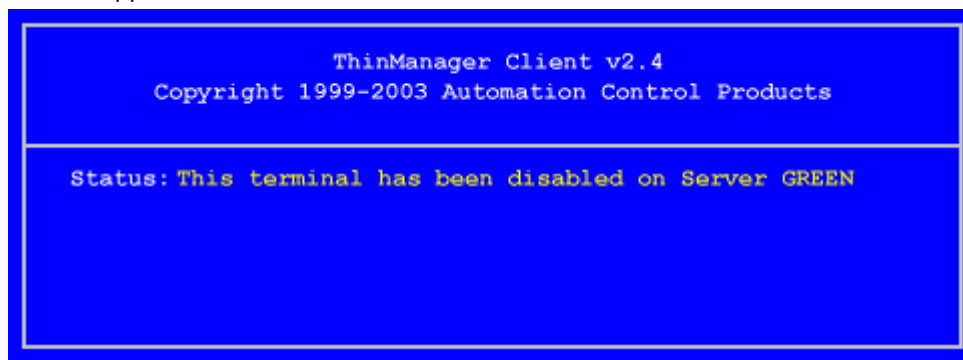 ThinManager Client v2.4
Copyright 1999-2003 Automation Control Products
Status: This terminal has been disabled on Server GREEN